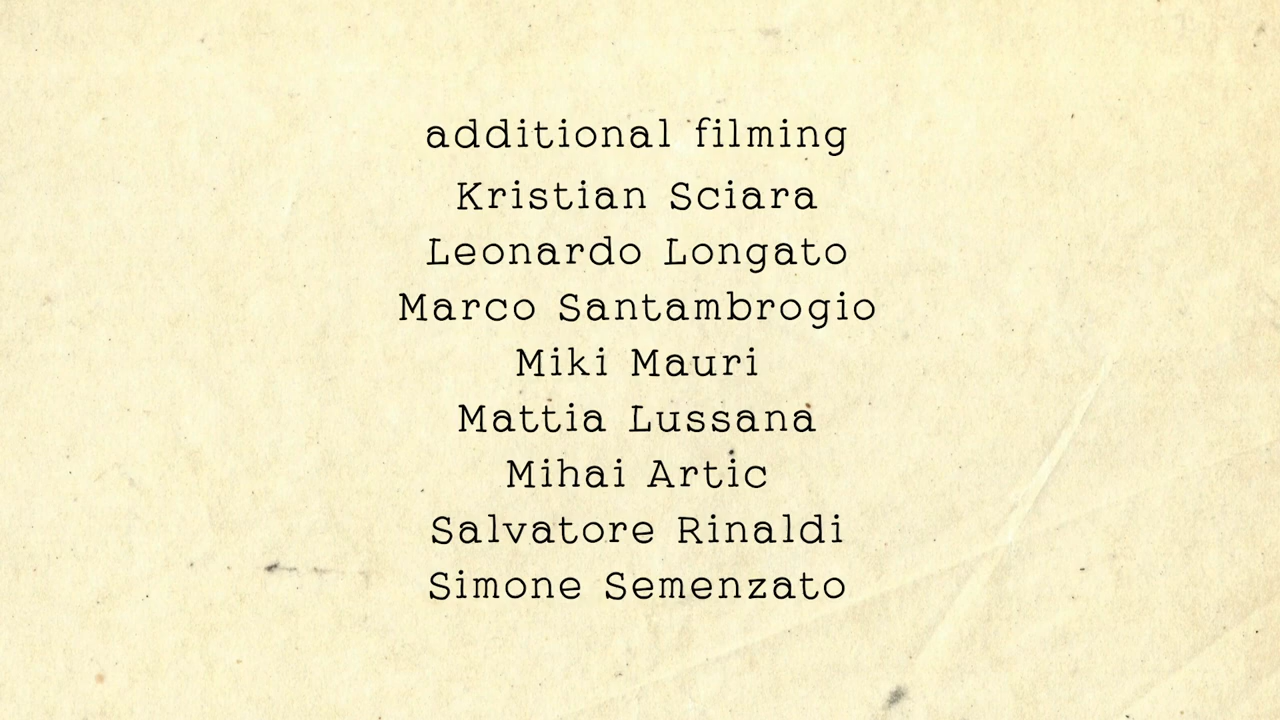 additional filming
Kristian Sciara
Leonardo Longato
Marco Santambrogio
Miki Mauri
Mattia Lussana
Mihai Artic
Salvatore Rinaldi
Simone Semenzato